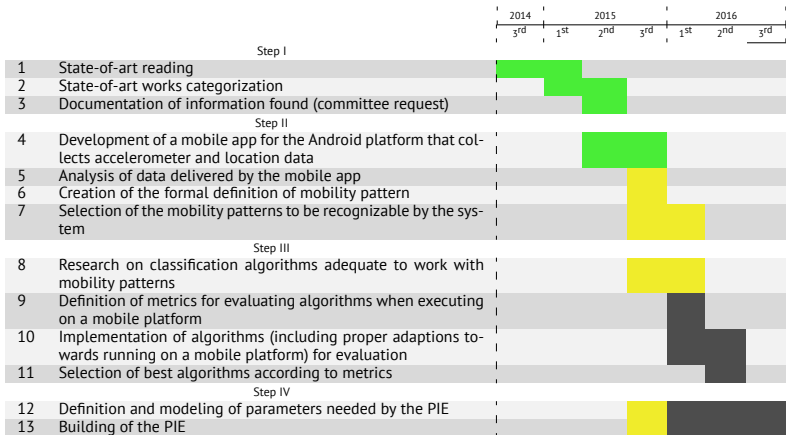 2014 2015 2016
3rd 1st 2nd 3rd 1st 2nd 3rd
Step I
1 State-of-art reading
2 State-of-art works categorization
3 Documentation of information found (committee request)
Step II
4 Development of a mobile app for the Android platform that col-
lects accelerometer and location data
5 Analysis of data delivered by the mobile app
6 Creation of the formal definition of mobility pattern
7 Selection of the mobility patterns to be recognizable by the sys-
tem
Step III
8 Research on classification algorithms adequate to work with
mobility patterns
9 Definition of metrics for evaluating algorithms when executing
on a mobile platform
10 Implementation of algorithms (including proper adaptions to-
wards running on a mobile platform) for evaluation
11 Selection of best algorithms according to metrics
Step IV
12 Definition and modeling of parameters needed by the PIE
13 Building of the PIE